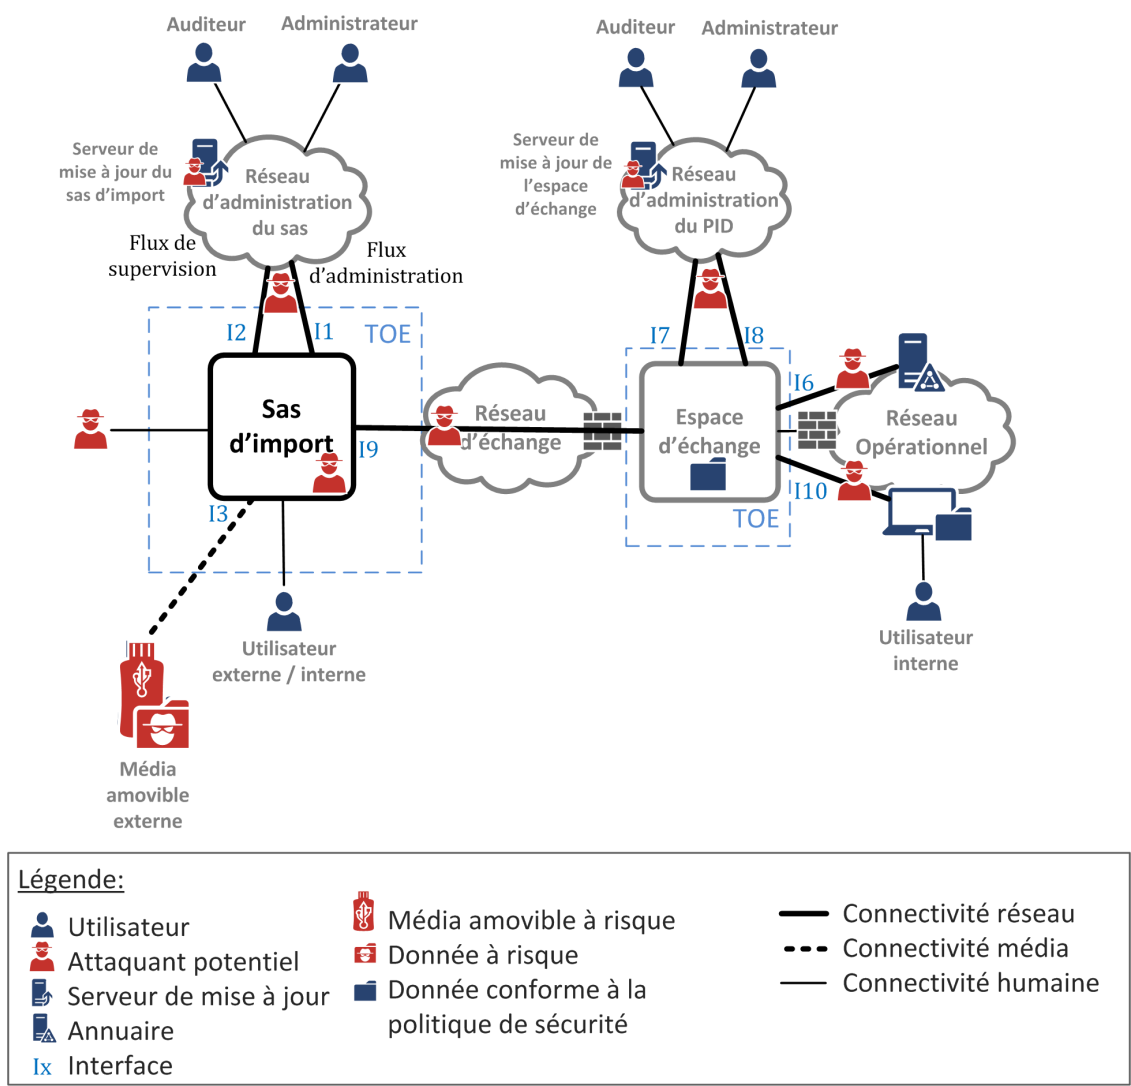 Auditeur
Administrateur
Auditeur
Administrateur
Serveur de
mise à jour du
sas d'import
Réseau
d'administration
du sas
Serveur de
mise à jour de
l'espace
d'échange
Réseau
d'administration
du PID
Flux de
supervision
Flux
d'administration
I2
I1
TOE
I7
I8
Sas
d'import
I9
I3
Réseau
d'échange
Espace
d'échange
TOE
I6
I10
Réseau
Opérationnel
Utilisateur
externe / interne
Utilisateur
interne
Média
amovible
externe
Légende:
Utilisateur
Attaquant potentiel
Serveur de mise à jour
Annuaire
Ix Interface
Média amovible à risque
Donnée à risque
Donnée conforme à la
politique de sécurité
Connectivité réseau
Connectivité média
Connectivité humaine